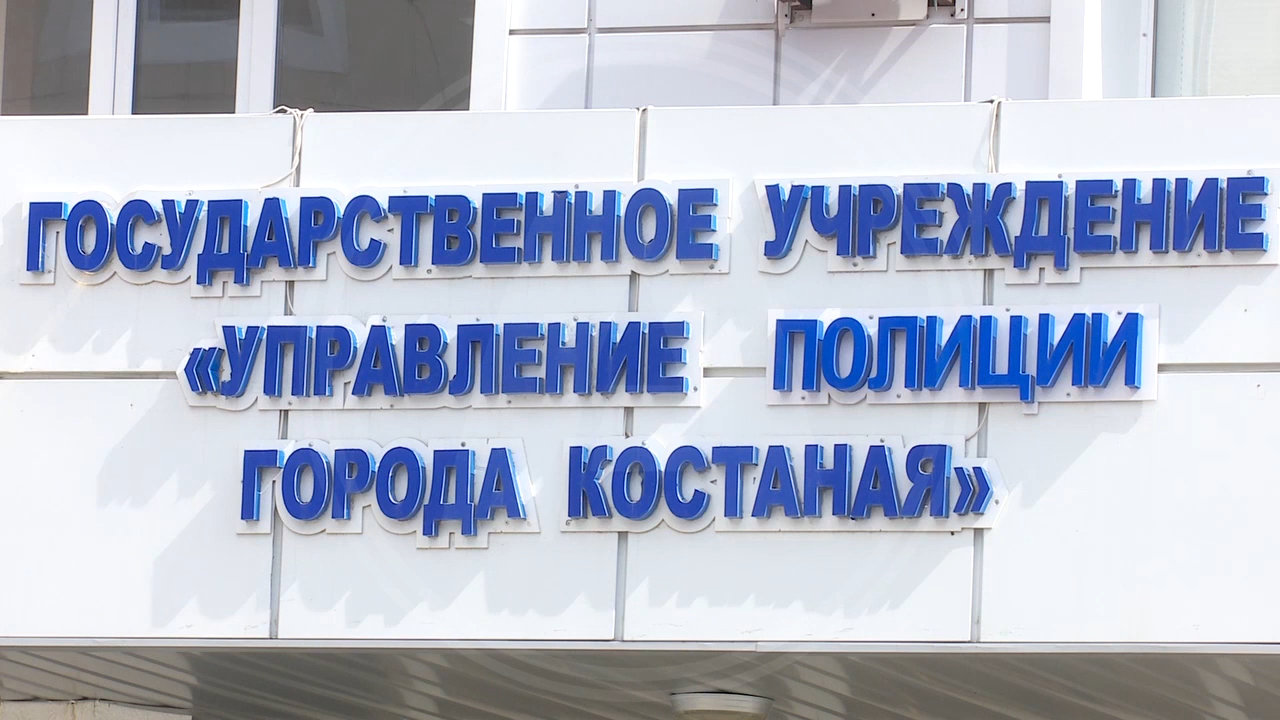 ГОСУДАРСТВЕННОЕ УЧРЕЖДЕНИЕ
«УПРАВЛЕНИЕ ПОЛИЦИИ
ГОРОДА КОСТАНАЯ»